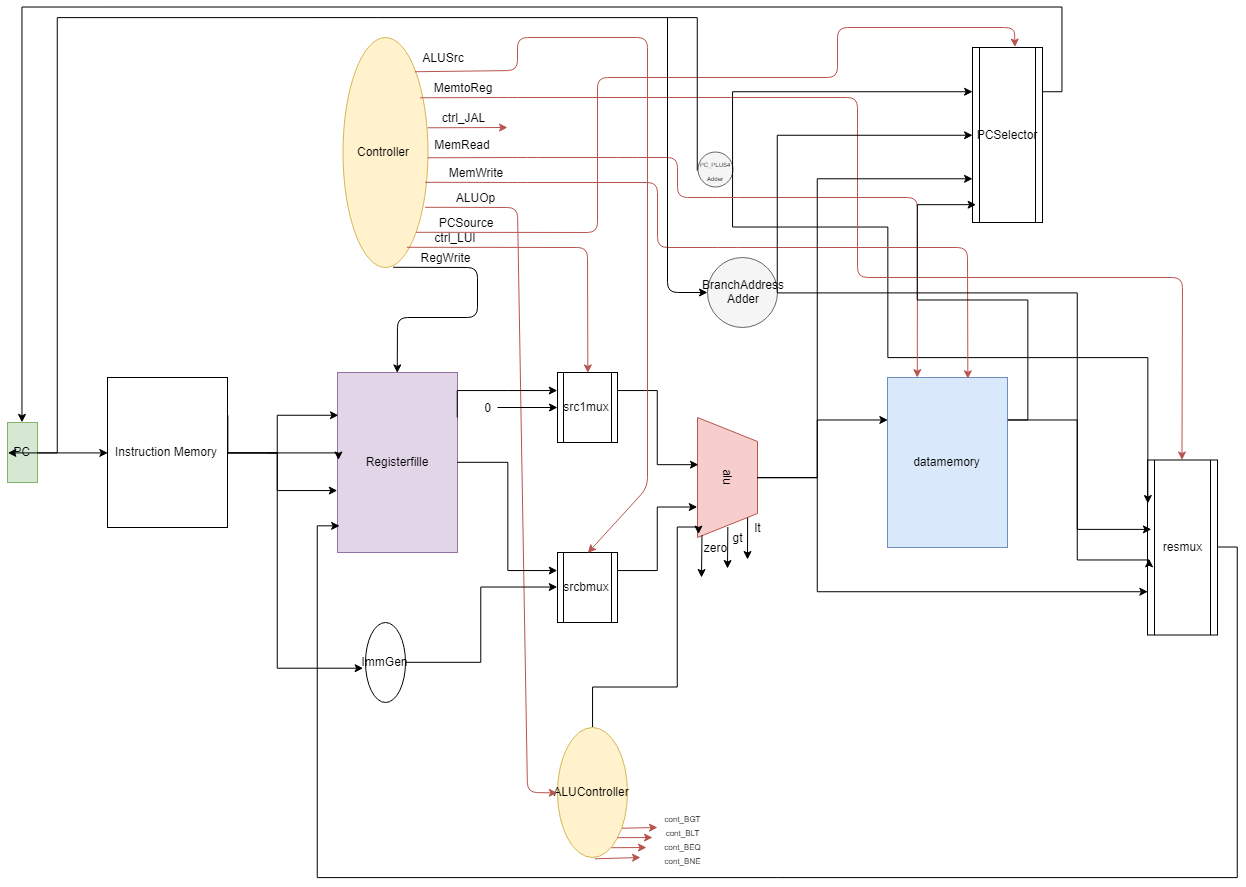 ALUSrc
MemtoReg
ctrl_JAL
MemRead
MemWrite
ALUOp
PCSource
ctrl_LUI
RegWrite
Controller
PCSelector
PC_PLUS4
Adder
BranchAddress
Adder
PC
Instruction Memory
Registerfille
0
src1mux
alu
datamemory
zero
gt
lt
resmux
srcbmux
ImmGen
ALUController
cont_BGT
cont_BLT
cont_BEQ
cont_BNE